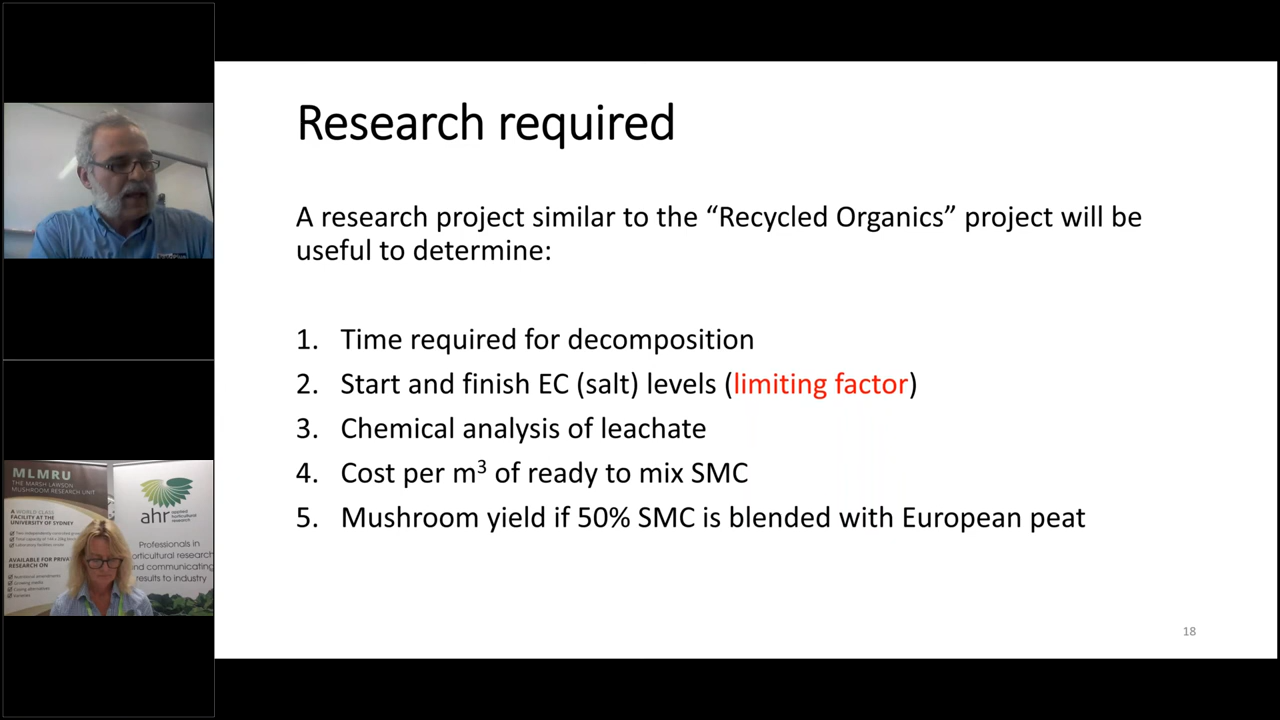 Research required
A research project similar to the “Recycled Organics” project will be
useful to determine:
1. Time required for decomposition
2. Start and finish EC (salt) levels (limiting factor)
3. Chemical analysis of leachate
4. Cost per m³ of ready to mix SMC
5. Mushroom yield if 50% SMC is blended with European peat
18
MLMRU
THE MARSH LAWSON
MUSHROOM RESEARCH UNIT
A WORLD CLASS
FACILITY AT THE
UNIVERSITY OF SYDNEY
AVAILABLE FOR
RESEARCH ON
ahr applied
horticultural
research
Professionals in
horticultural research
and communicating
results to industry